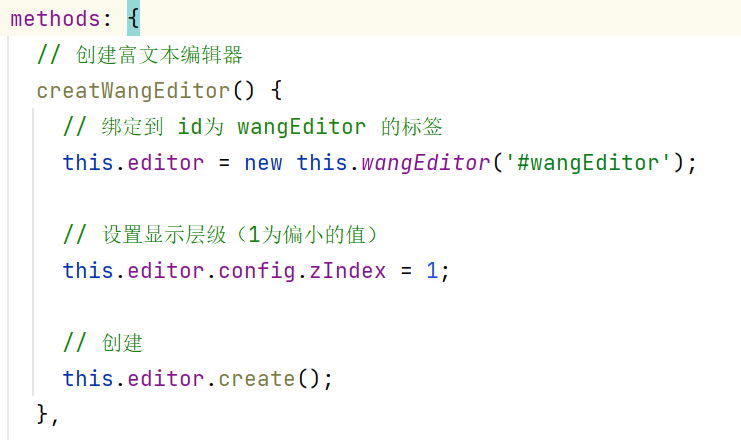 methods: {
// 创建富文本编辑器
creatWangEditor() {
// 绑定到 id为 wangEditor 的标签
this.editor = new this.wangEditor('#wangEditor');
// 设置显示层级（1为偏小的值）
this.editor.config.zIndex = 1;
// 创建
this.editor.create();
},